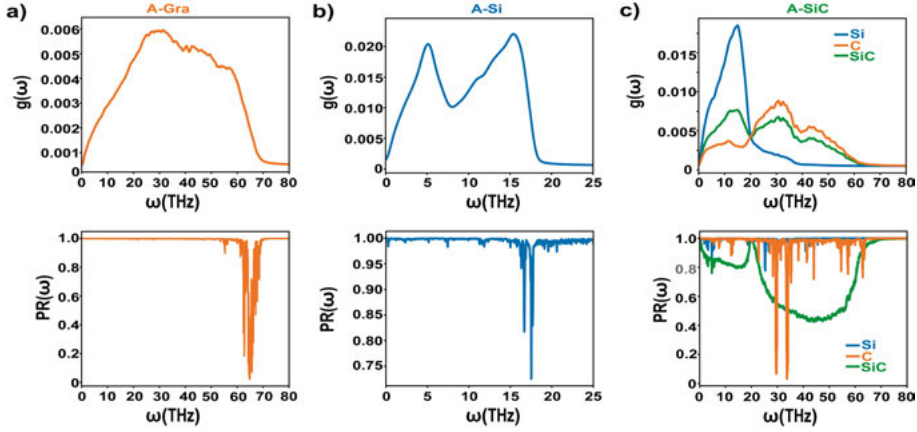 a) A-Gra b) A-Si c) A-SiC
0.006
0.005
0.004
0.003
0.002
0.001
g(ω)
0 10 20 30 40 50 60 70 80
ω(THz)
0.020
0.015
0.010
0.005
g(ω)
0 5 10 15 20 25
ω(THz)
Si
C
SiC
0.015
0.010
0.005
0
g(ω)
0 10 20 30 40 50 60 70 80
ω(THz)
1.0
0.8
0.6
0.4
0.2
0
PR(ω)
0 10 20 30 40 50 60 70 80
ω(THz)
1.00
0.95
0.90
0.85
0.80
0.75
PR(ω)
0 5 10 15 20 25
ω(THz)
1.0
0.8
0.6
0.4
0.2
0
PR(ω)
Si
C
SiC
0 10 20 30 40 50 60 70 80
ω(THz)